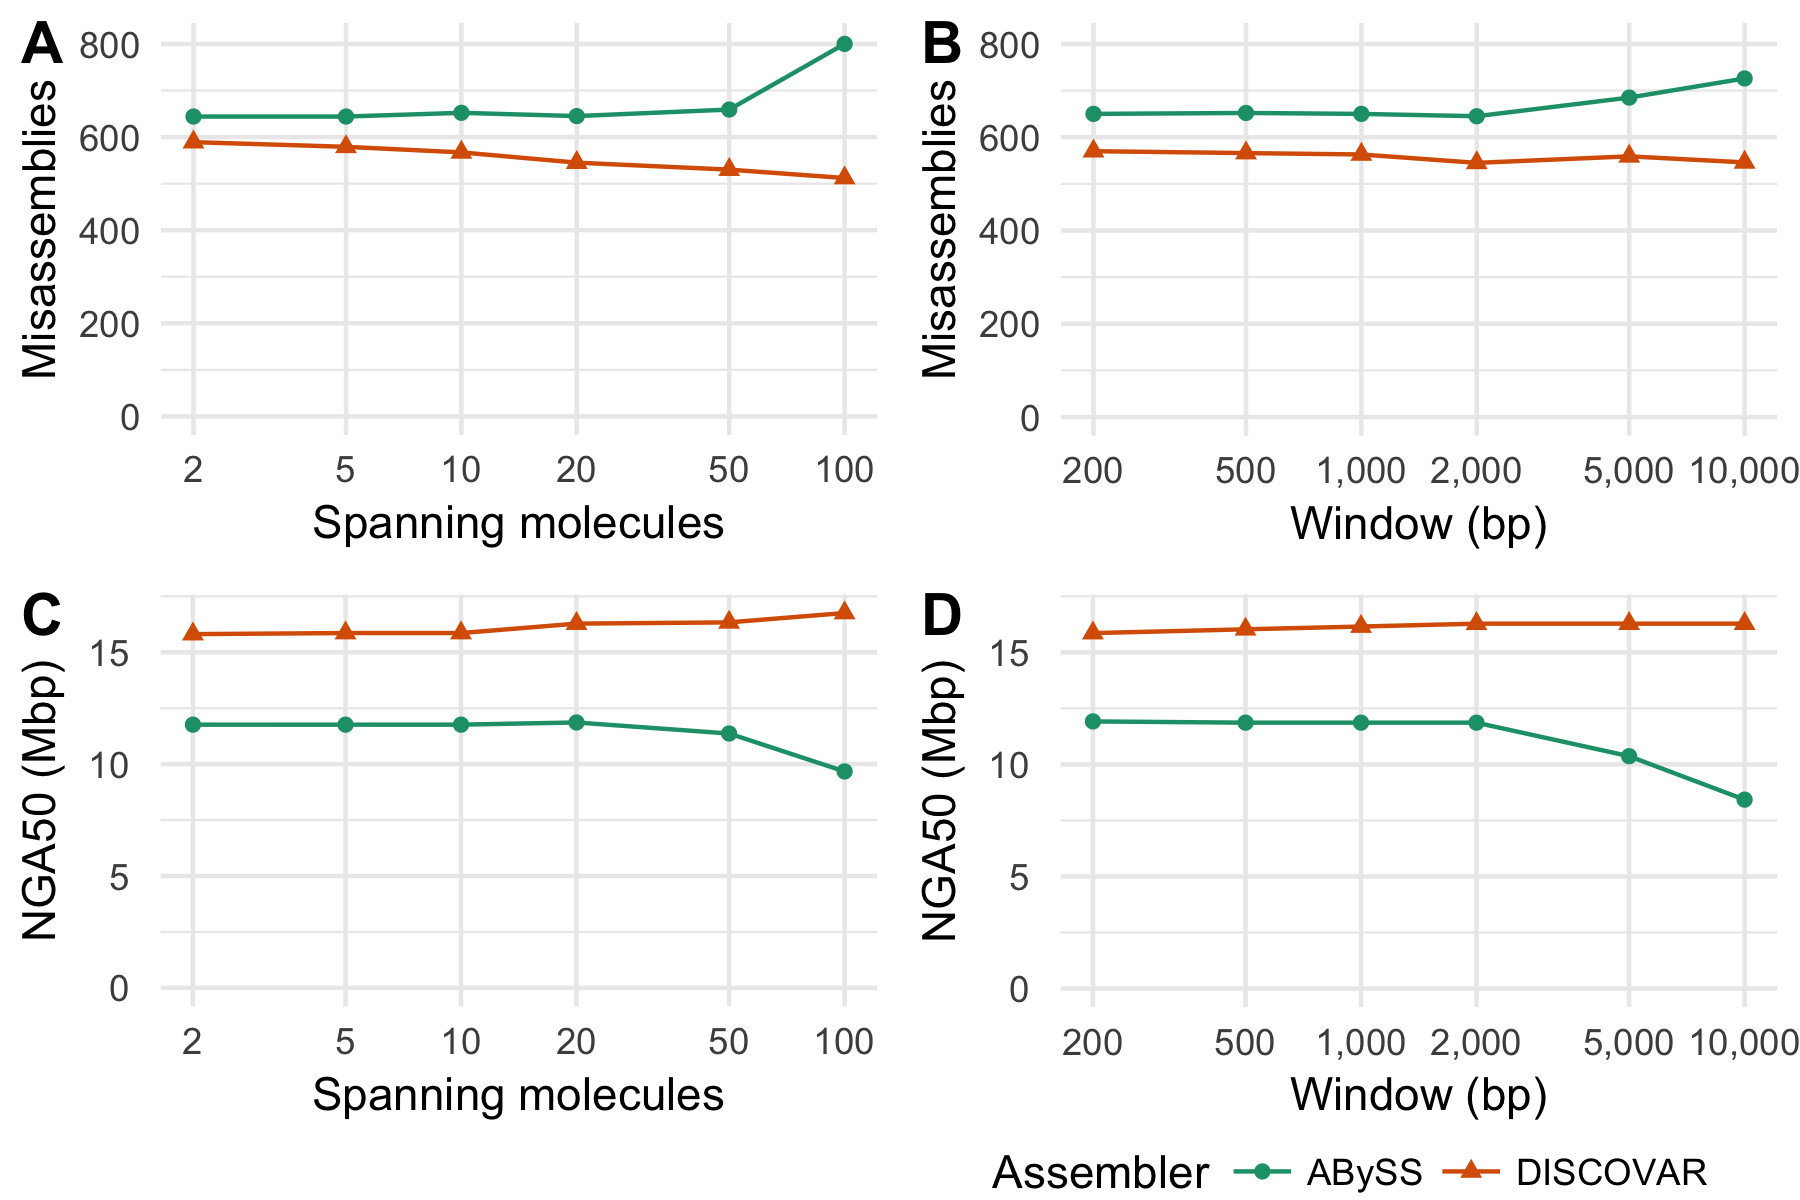 A
Misassemblies
800
600
400
200
0
2 5 10 20 50 100
Spanning molecules
B
Misassemblies
800
600
400
200
0
200 500 1,000 2,000 5,000 10,000
Window (bp)
C
NGA50 (Mbp)
15
10
5
0
2 5 10 20 50 100
Spanning molecules
D
NGA50 (Mbp)
15
10
5
0
200 500 1,000 2,000 5,000 10,000
Window (bp)
Assembler ABySS DISCOVAR